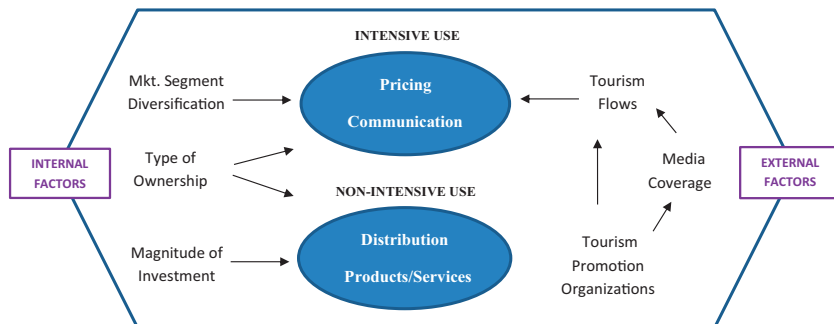 INTENSIVE USE
Mkt. Segment
Diversification
Pricing
Communication
Tourism
Flows
INTERNAL
FACTORS
Type of
Ownership
Media
Coverage
EXTERNAL
FACTORS
NON-INTENSIVE USE
Magnitude of
Investment
Distribution
Products/Services
Tourism
Promotion
Organizations